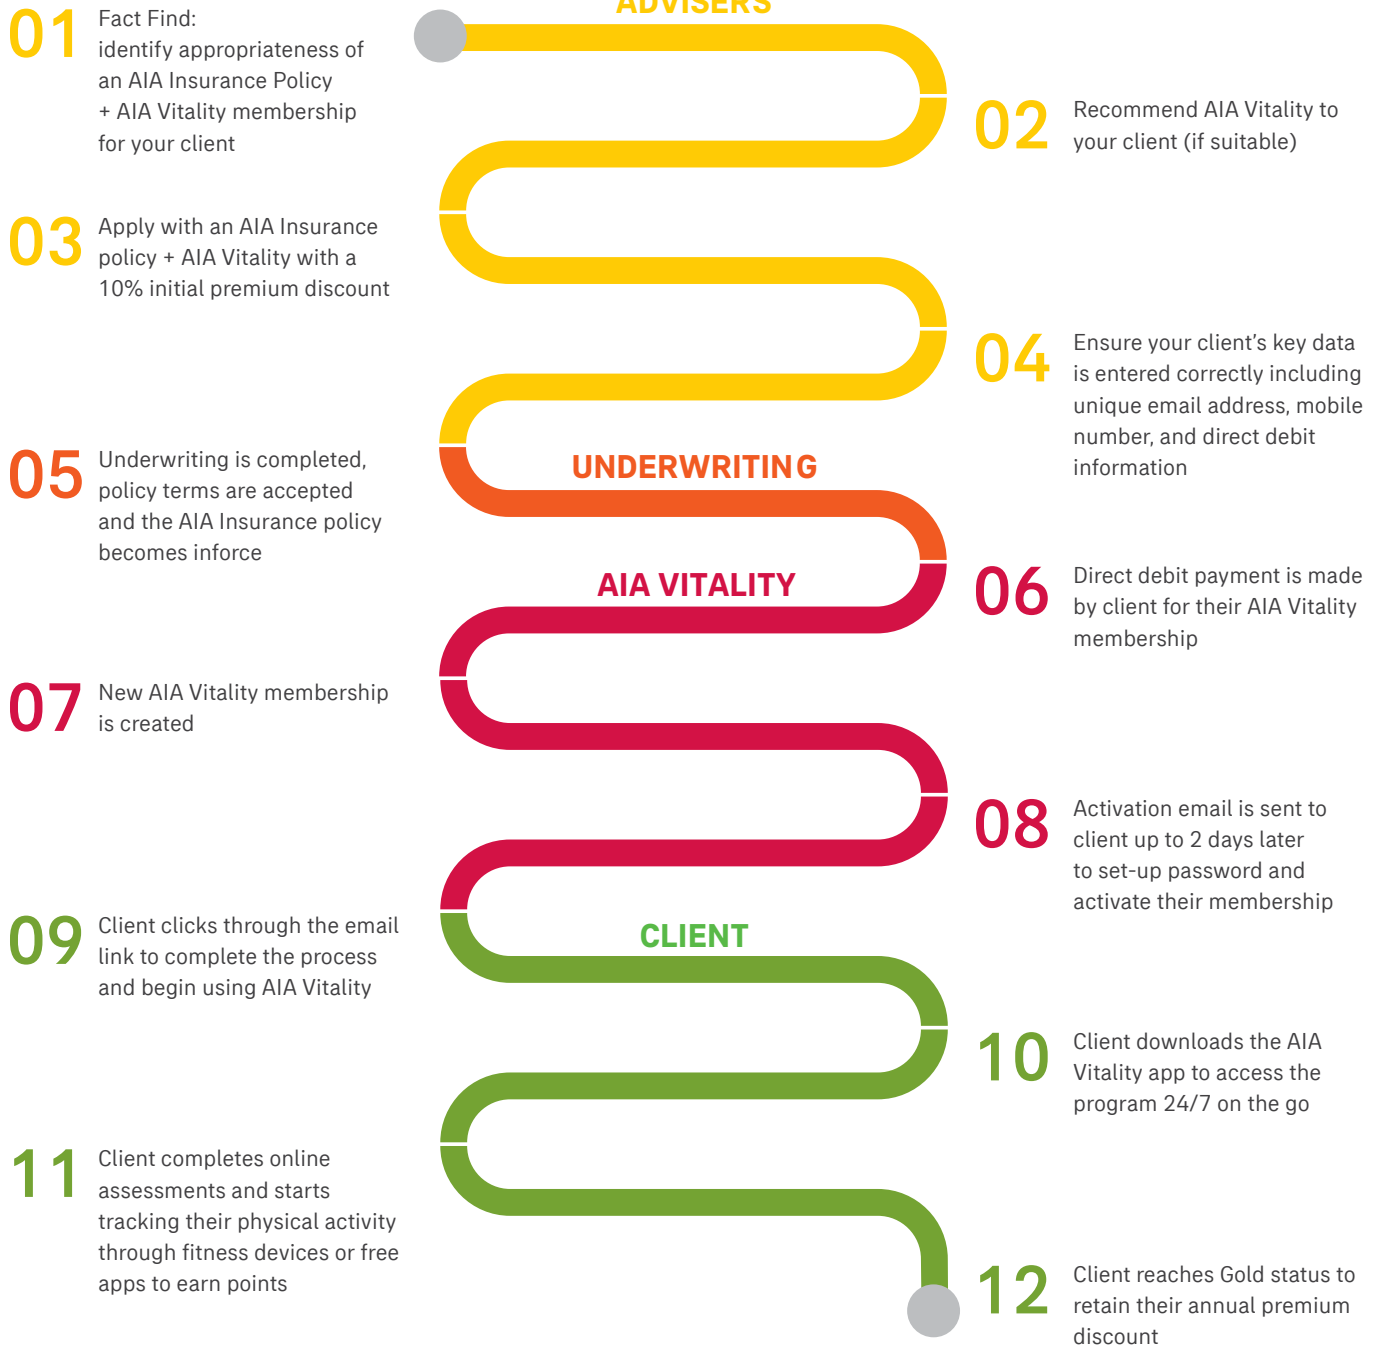 ADVISERS
01
Fact Find:
identify appropriateness of
an AIA Insurance Policy
+ AIA Vitality membership
for your client
02
Recommend AIA Vitality to
your client (if suitable)
03
Apply with an AIA Insurance
policy + AIA Vitality with a
10% initial premium discount
04
Ensure your client’s key data
is entered correctly including
unique email address, mobile
number, and direct debit
information
UNDERWRITING
05
Underwriting is completed,
policy terms are accepted
and the AIA Insurance policy
becomes inforce
AIA VITALITY
06
Direct debit payment is made
by client for their AIA Vitality
membership
07
New AIA Vitality membership
is created
08
Activation email is sent to
client up to 2 days later
to set-up password and
activate their membership
CLIENT
09
Client clicks through the email
link to complete the process
and begin using AIA Vitality
10
Client downloads the AIA
Vitality app to access the
program 24/7 on the go
11
Client completes online
assessments and starts
tracking their physical activity
through fitness devices or free
apps to earn points
12
Client reaches Gold status to
retain their annual premium
discount